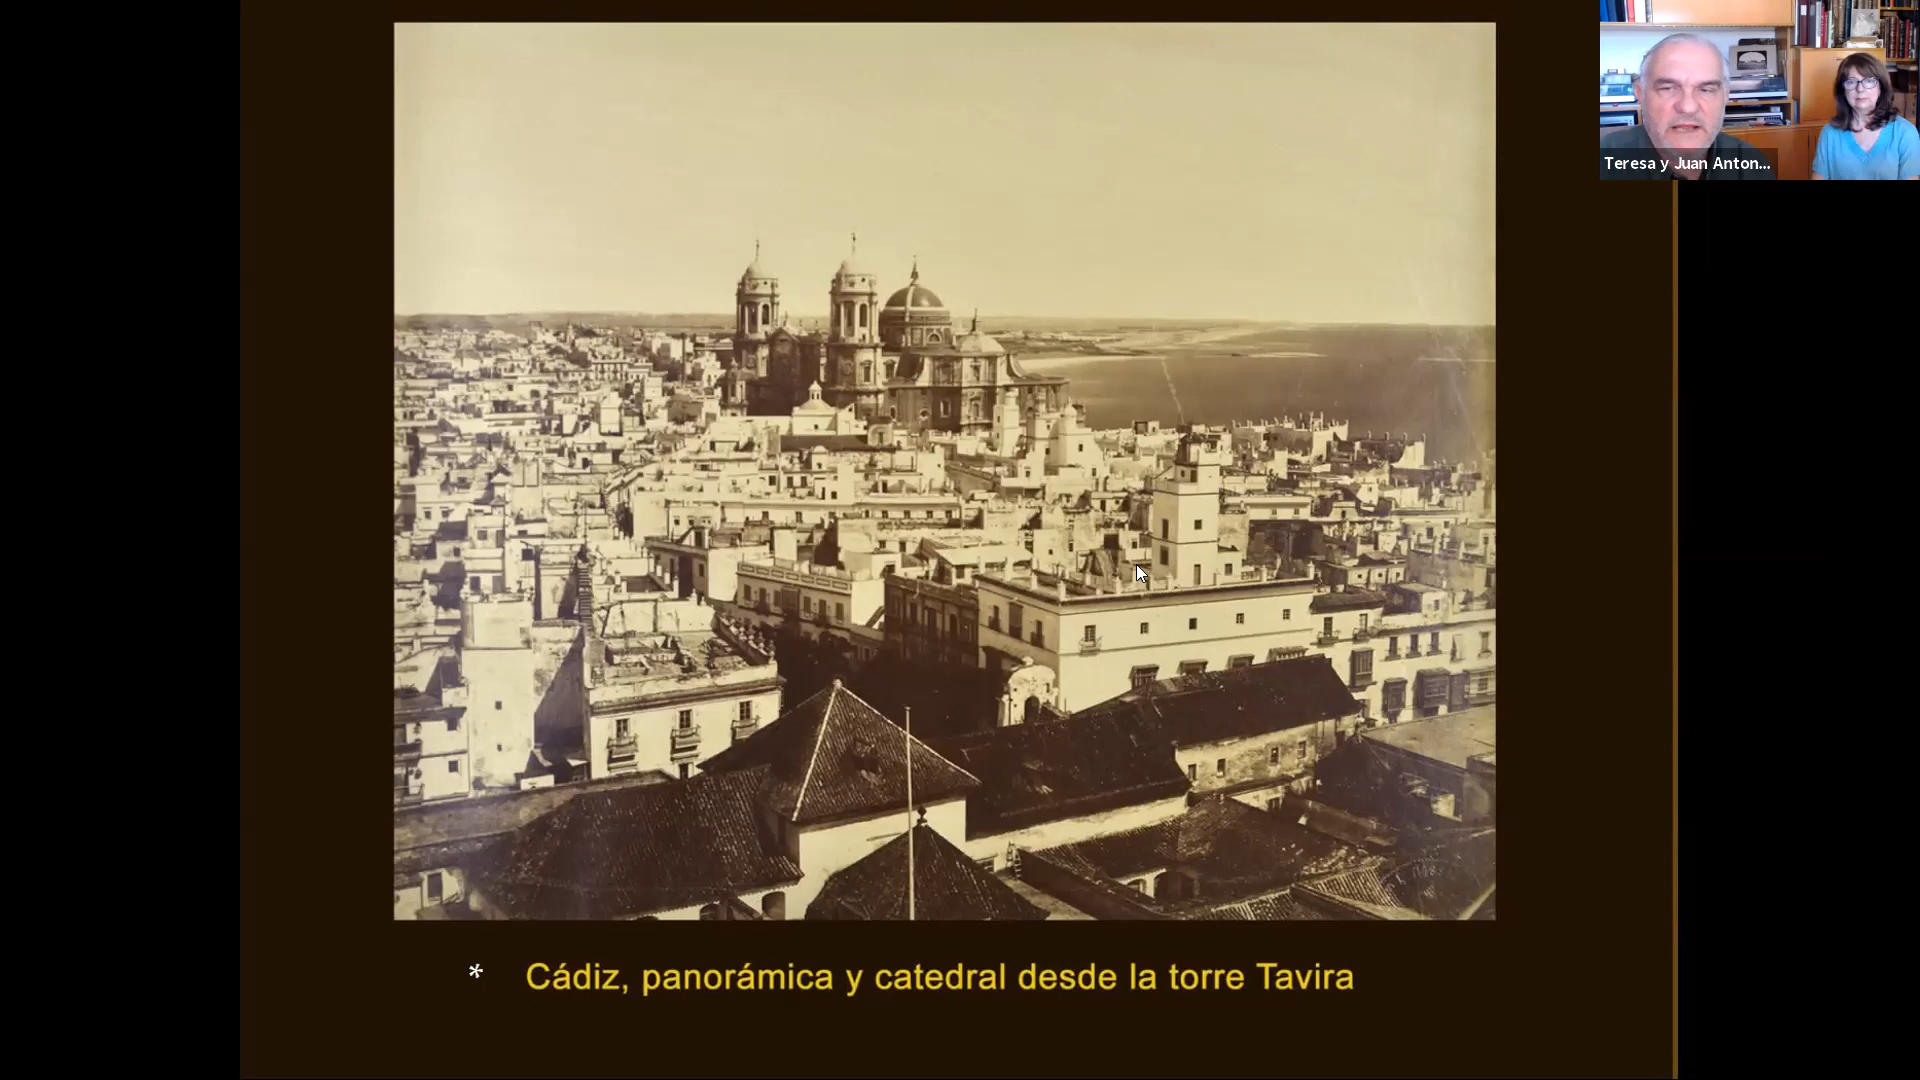 Teresa y Juan Anton...
* Cádiz, panorámica y catedral desde la torre Tavira